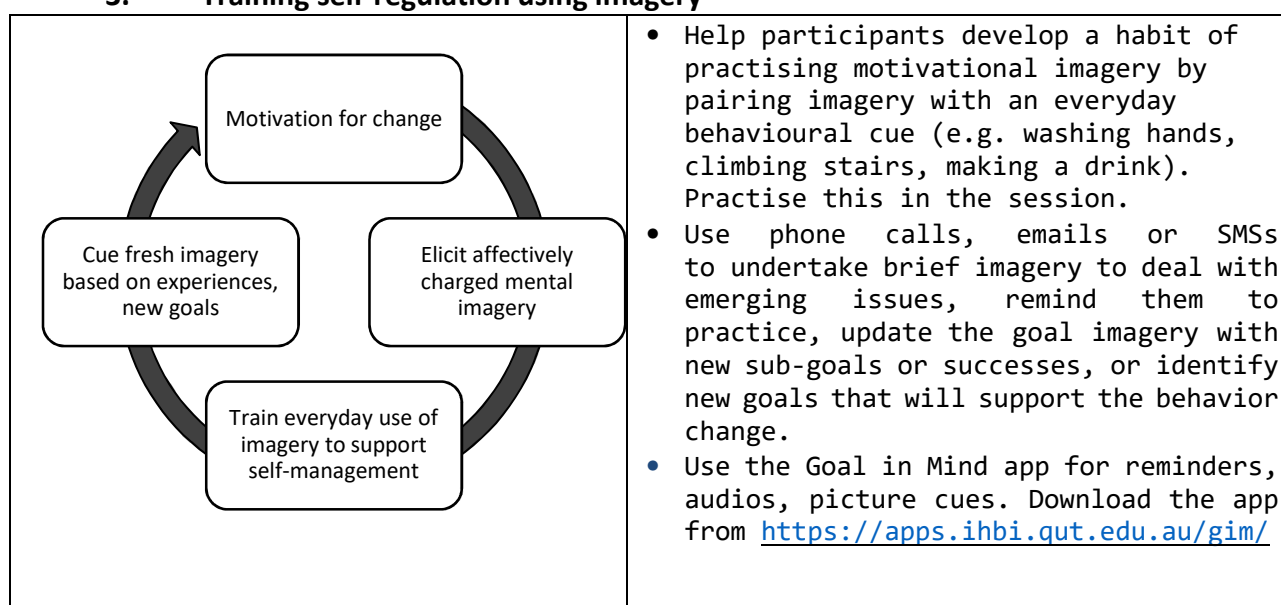 Training self-regulation using imagery
Motivation for change
Elicit affectively
charged mental
imagery
Train everyday use of
imagery to support
self-management
Cue fresh imagery
based on experiences,
new goals
• Help participants develop a habit of
practising motivational imagery by
pairing imagery with an everyday
behavioural cue (e.g. washing hands,
climbing stairs, making a drink).
Practise this in the session.
• Use phone calls, emails or SMSs
to undertake brief imagery to deal with
emerging issues, remind them to
practice, update the goal imagery with
new sub-goals or successes, or identify
new goals that will support the behavior
change.
• Use the Goal in Mind app for reminders,
audios, picture cues. Download the app
from https://apps.ihbi.qut.edu.au/gim/